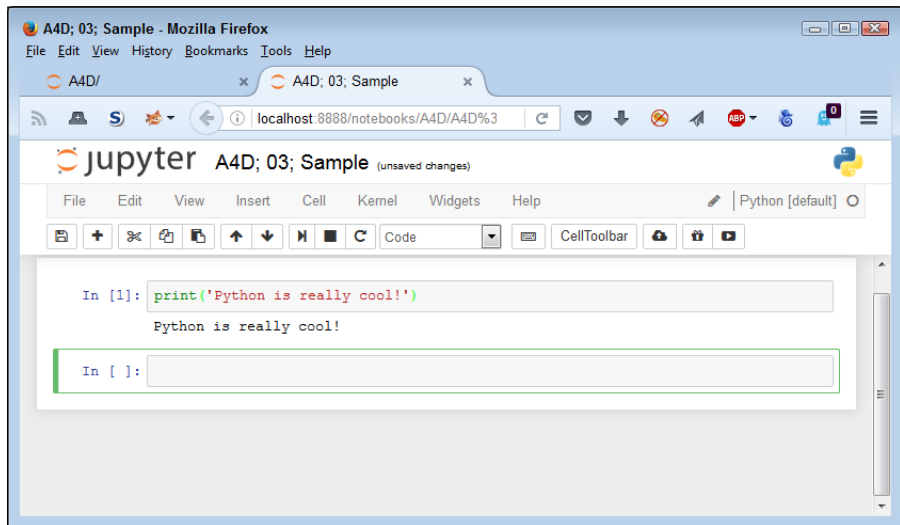 A4D; 03; Sample - Mozilla Firefox
File Edit View History Bookmarks Tools Help
A4D/ A4D; 03; Sample
localhost:8888/notebooks/A4D/A4D%3 ABP 0
jupyter A4D; 03; Sample (unsaved changes)
File Edit View Insert Cell Kernel Widgets Help Python [default]
Code CellToolbar
In [1]: print('Python is really cool!')
Python is really cool!
In [ ]: